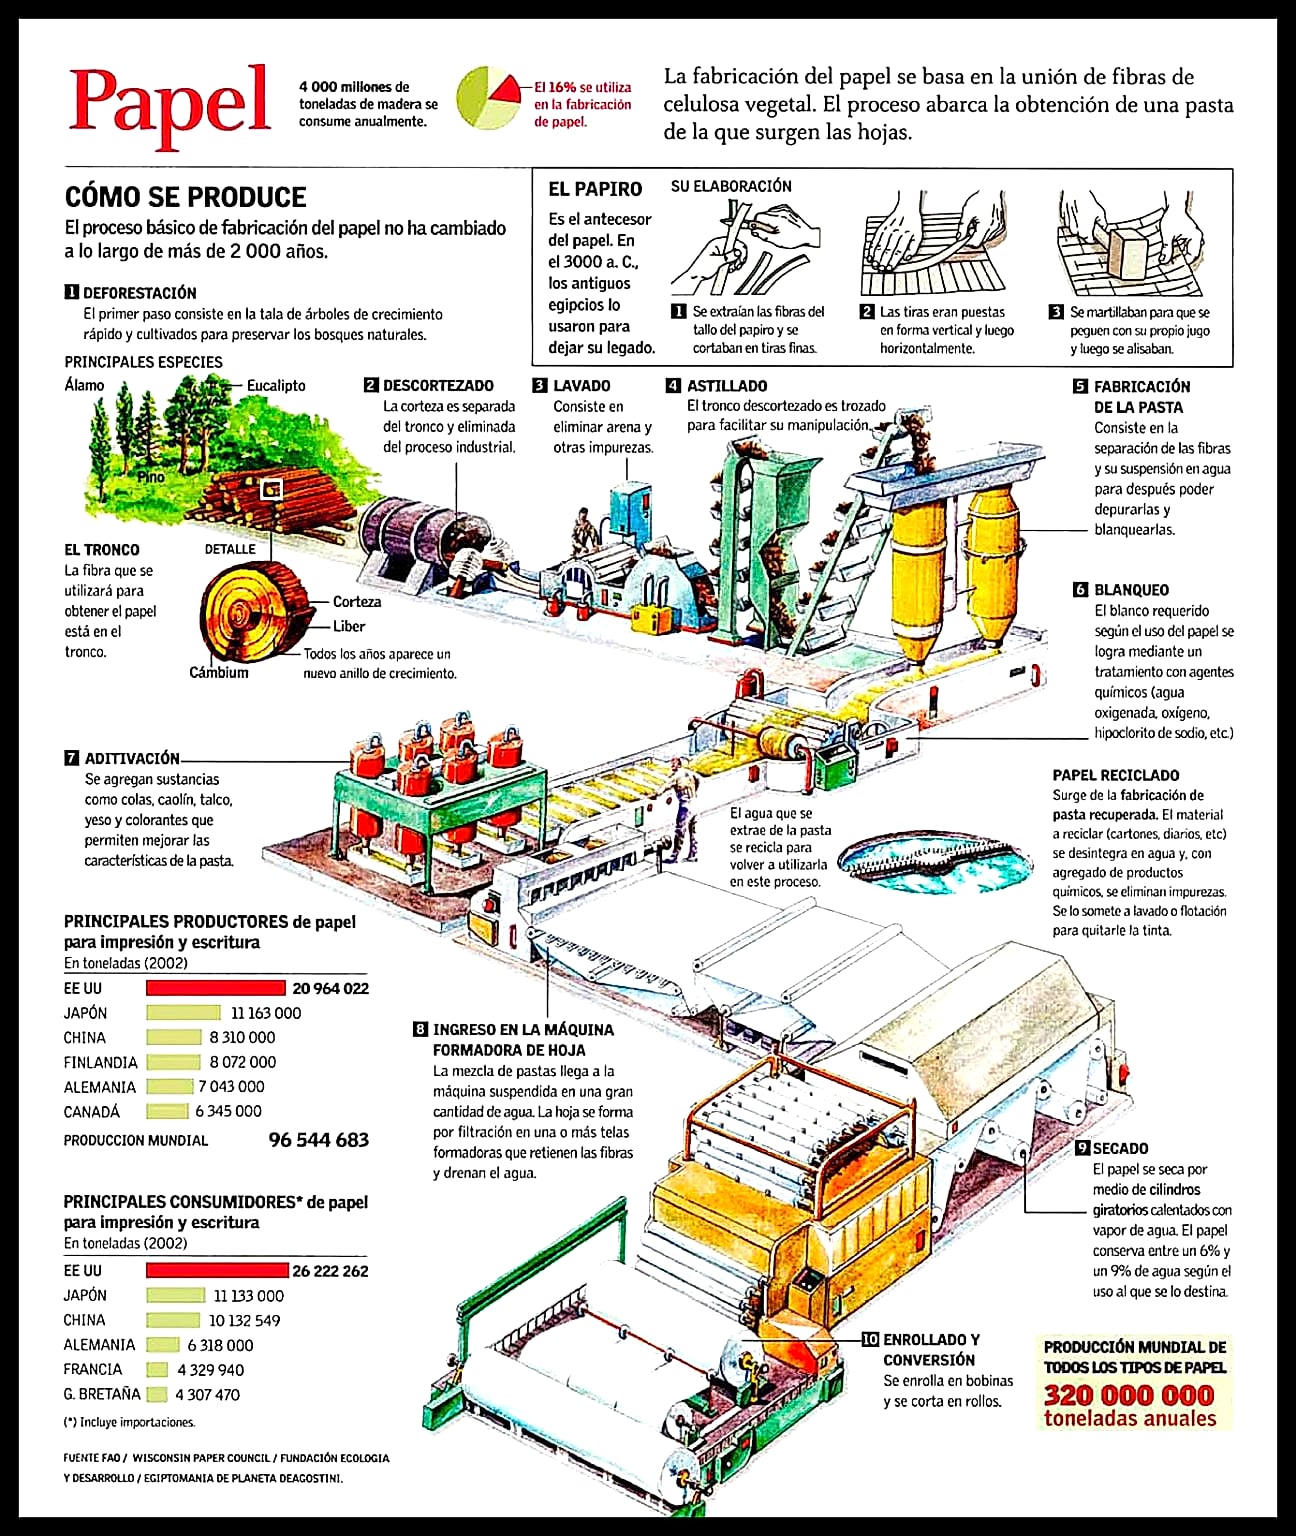 Papel
4 000 millones de
toneladas de madera se
consume anualmente.
El 16% se utiliza
en la fabricación
de papel.
La fabricación del papel se basa en la unión de fibras de
celulosa vegetal. El proceso abarca la obtención de una pasta
de la que surgen las hojas.
CÓMO SE PRODUCE
El proceso básico de fabricación del papel no ha cambiado
a lo largo de más de 2 000 años.
EL PAPIRO
Es el antecesor
del papel. En
el 3000 a. C.,
los antiguos
egipcios lo
usaron para
dejar su legado.
SU ELABORACIÓN
1 Se extraían las fibras del
tallo del papiro y se
cortaban en tiras finas.
2 Las tiras eran puestas
en forma vertical y luego
horizontalmente.
3 Se martillaban para que se
peguen con su propio jugo
y luego se alisaban.
1 DEFORESTACIÓN
El primer paso consiste en la tala de árboles de crecimiento
rápido y cultivados para preservar los bosques naturales.
PRINCIPALES ESPECIES
Álamo
Eucalipto
Pino
2 DESCORTEZADO
La corteza es separada
del tronco y eliminada
del proceso industrial.
3 LAVADO
Consiste en
eliminar arena y
otras impurezas.
4 ASTILLADO
El tronco descortezado es trozado
para facilitar su manipulación.
5 FABRICACIÓN
DE LA PASTA
Consiste en la
separación de las fibras
y su suspensión en agua
para después poder
depurarlas y
blanquearlas.
EL TRONCO
La fibra que se
utilizará para
obtener el papel
está en el
tronco.
DETALLE
Corteza
Liber
Todos los años aparece un
nuevo anillo de crecimiento.
Cámbium
6 BLANQUEO
El blanco requerido
según el uso del papel se
logra mediante un
tratamiento con agentes
químicos (agua
oxigenada, oxígeno,
hipoclorito de sodio, etc.)
7 ADITIVACIÓN
Se agregan sustancias
como colas, caolín, talco,
yeso y colorantes que
permiten mejorar las
características de la pasta.
El agua que se
extrae de la pasta
se recicla para
volver a utilizarla
en este proceso.
PAPEL RECICLADO
Surge de la fabricación de
pasta recuperada. El material
a reciclar (cartones, diarios, etc)
se desintegra en agua y, con
agregado de productos
químicos, se eliminan impurezas.
Se lo somete a lavado o flotación
para quitarle la tinta.
PRINCIPALES PRODUCTORES de papel
para impresión y escritura
En toneladas (2002)
EE UU 20 964 022
JAPÓN 11 163 000
CHINA 8 310 000
FINLANDIA 8 072 000
ALEMANIA 7 043 000
CANADÁ 6 345 000
PRODUCCION MUNDIAL 96 544 683
8 INGRESO EN LA MÁQUINA
FORMADORA DE HOJA
La mezcla de pastas llega a la
máquina suspendida en una gran
cantidad de agua. La hoja se forma
por filtración en una o más telas
formadoras que retienen las fibras
y drenan el agua.
9 SECADO
El papel se seca por
medio de cilindros
giratorios calentados con
vapor de agua. El papel
conserva entre un 6% y
un 9% de agua según el
uso al que se lo destina.
PRINCIPALES CONSUMIDORES* de papel
para impresión y escritura
En toneladas (2002)
EE UU 26 222 262
JAPÓN 11 133 000
CHINA 10 132 549
ALEMANIA 6 318 000
FRANCIA 4 329 940
G. BRETAÑA 4 307 470
(*) Incluye importaciones.
10 ENROLLADO Y
CONVERSIÓN
Se enrolla en bobinas
y se corta en rollos.
PRODUCCIÓN MUNDIAL DE
TODOS LOS TIPOS DE PAPEL
320 000 000
toneladas anuales
FUENTE FAO / WISCONSIN PAPER COUNCIL / FUNDACIÓN ECOLOGIA
Y DESARROLLO / EGIPTOMANIA DE PLANETA DEAGOSTINI.